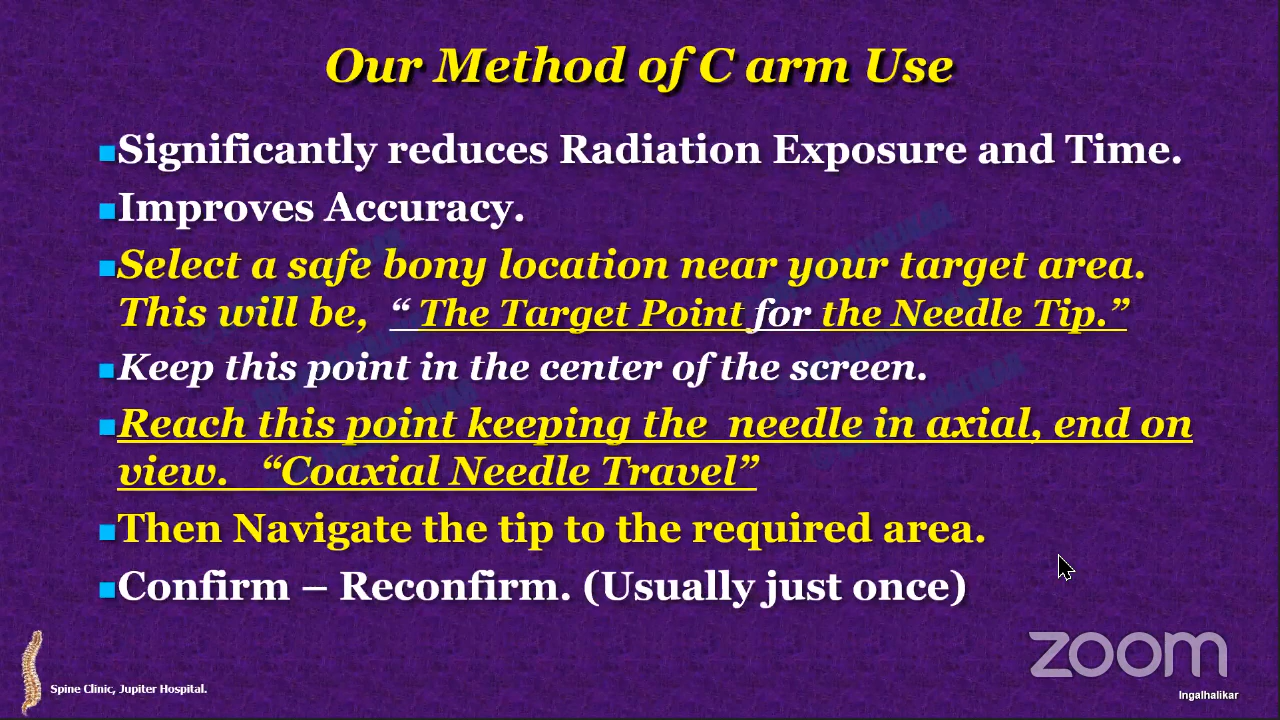 Our Method of C arm Use
Significantly reduces Radiation Exposure and Time.
Improves Accuracy.
Select a safe bony location near your target area.
This will be, “ The Target Point for the Needle Tip.”
Keep this point in the center of the screen.
Reach this point keeping the needle in axial, end on
view. “Coaxial Needle Travel”
Then Navigate the tip to the required area.
Confirm – Reconfirm. (Usually just once)
zoom
Spine Clinic, Jupiter Hospital.
Ingalhalikar